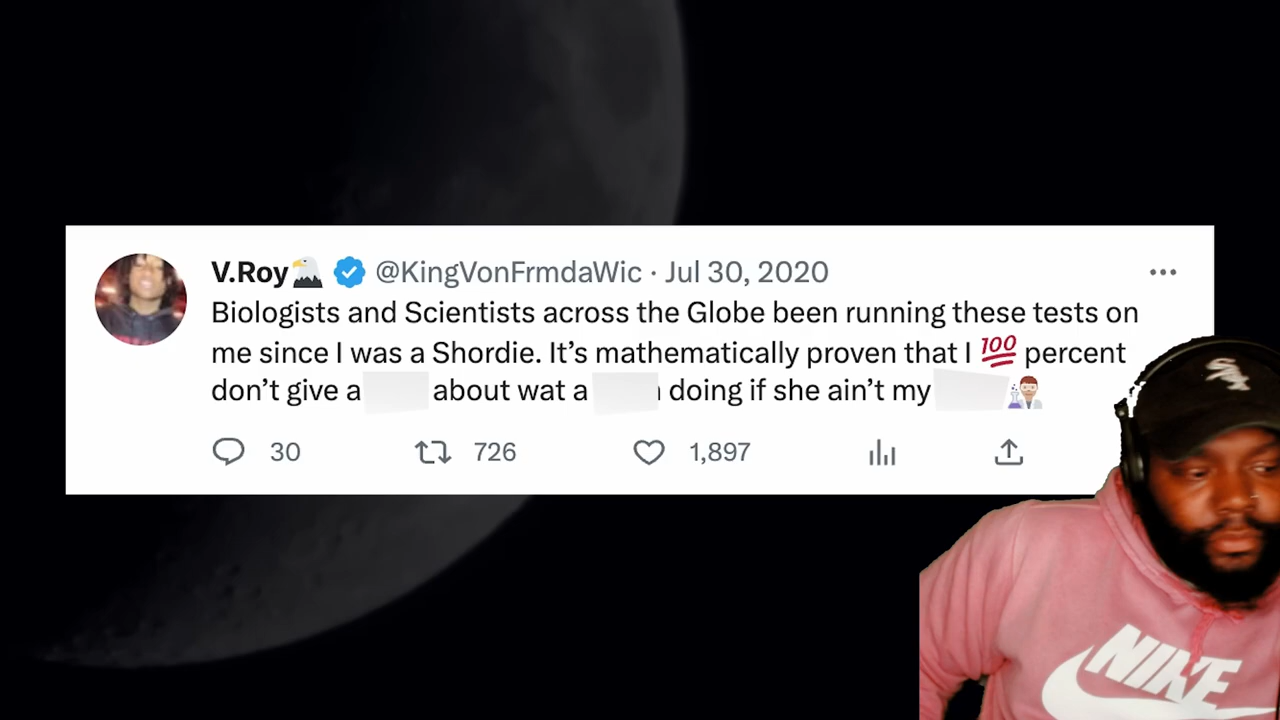 V.Roy🦅 @KingVonFrmdaWic · Jul 30, 2020
Biologists and Scientists across the Globe been running these tests on
me since I was a Shordie. It’s mathematically proven that I 💯 percent
don’t give a about wat a doing if she ain’t my 👨🏼‍🔬
30 726 1,897
SOX
NIKE